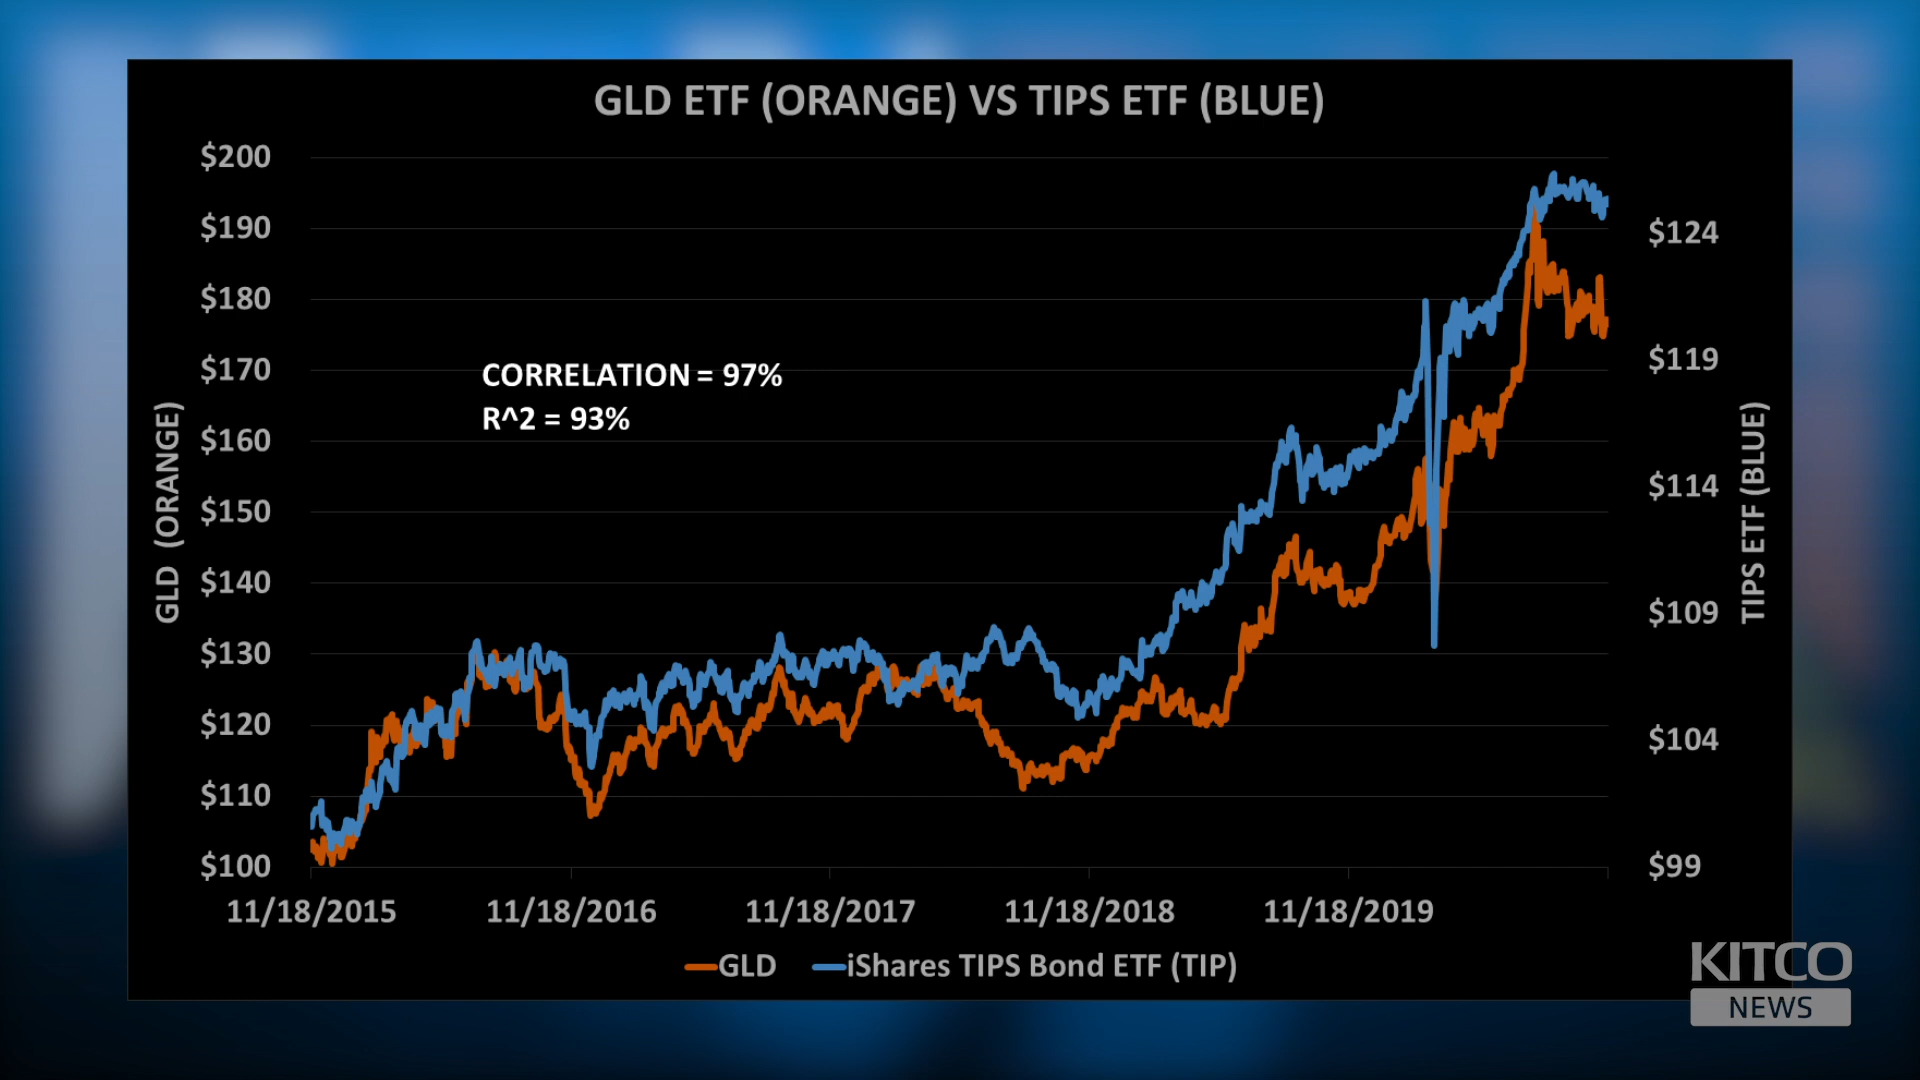 GLD ETF (ORANGE) VS TIPS ETF (BLUE)
$200
$190
$180
$170
$160
$150
$140
$130
$120
$110
$100
GLD (ORANGE)
CORRELATION = 97%
R^2 = 93%
$124
$119
$114
$109
$104
$99
TIPS ETF (BLUE)
11/18/2015 11/18/2016 11/18/2017 11/18/2018 11/18/2019
GLD iShares TIPS Bond ETF (TIP)
KITCO
NEWS